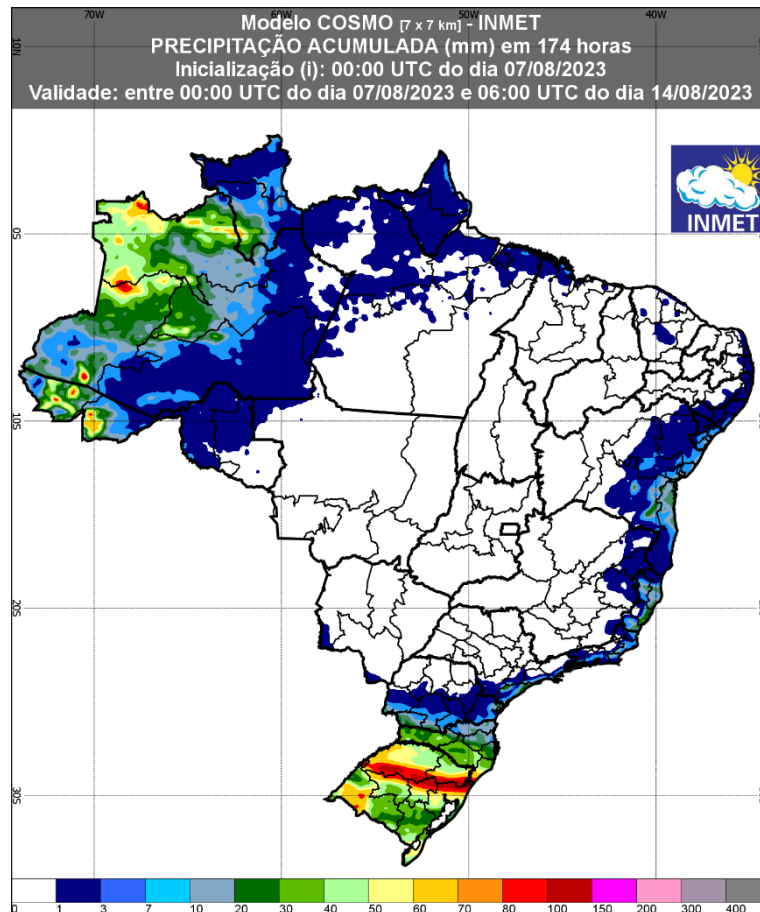 Modelo COSMO [7 x 7 km] - INMET
PRECIPITAÇÃO ACUMULADA (mm) em 174 horas
Inicialização (i): 00:00 UTC do dia 07/08/2023
Validade: entre 00:00 UTC do dia 07/08/2023 e 06:00 UTC do dia 14/08/2023
70W 60W 50W 40W
10N
INMET
0S
10S
20S
30S
0 1 3 7 10 20 30 40 50 60 70 80 100 150 200 300 400